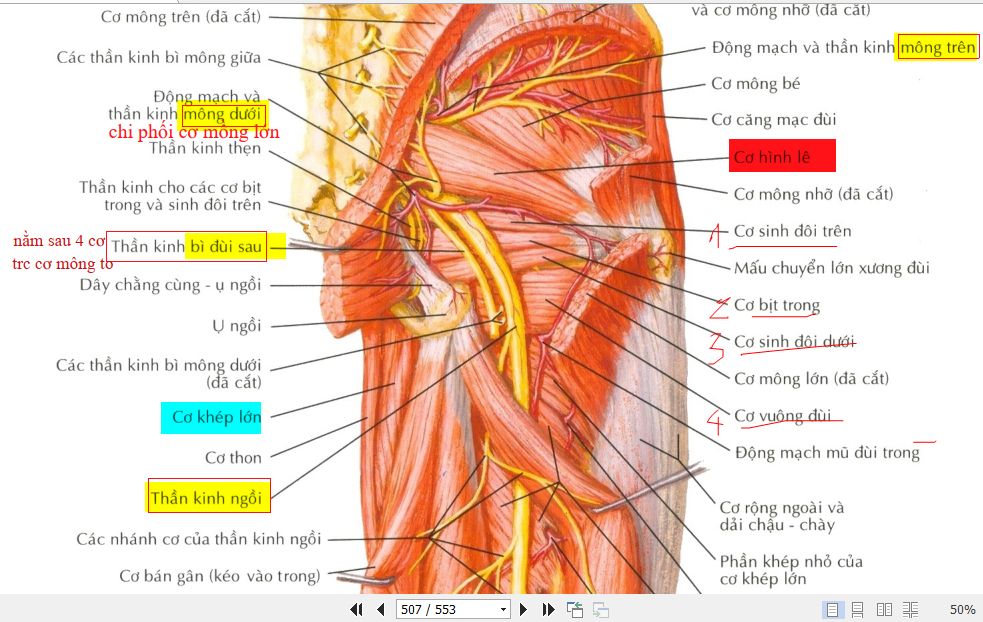 Cơ mông trên (đã cắt)
Các thần kinh bì mông giữa
Động mạch và
thần kinh mông dưới
chi phối cơ mông lớn
Thần kinh thẹn
Thần kinh cho các cơ bịt
trong và sinh đôi trên
nằm sau 4 cơ
trc cơ mông to
Thần kinh bì đùi sau
Dây chằng cùng - ụ ngồi
Ụ ngồi
Các thần kinh bì mông dưới
(đã cắt)
Cơ khép lớn
Cơ thon
Thần kinh ngồi
Các nhánh cơ của thần kinh ngồi
Cơ bán gân (kéo vào trong)
và cơ mông nhỡ (đã cắt)
Động mạch và thần kinh mông trên
Cơ mông bé
Cơ căng mạc đùi
Cơ hình lê
Cơ mông nhỡ (đã cắt)
1 Cơ sinh đôi trên
Mấu chuyển lớn xương đùi
2 Cơ bịt trong
3 Cơ sinh đôi dưới
Cơ mông lớn (đã cắt)
4 Cơ vuông đùi
Động mạch mũ đùi trong
Cơ rộng ngoài và
dải chậu - chày
Phần khép nhỏ của
cơ khép lớn
507 / 553
50%